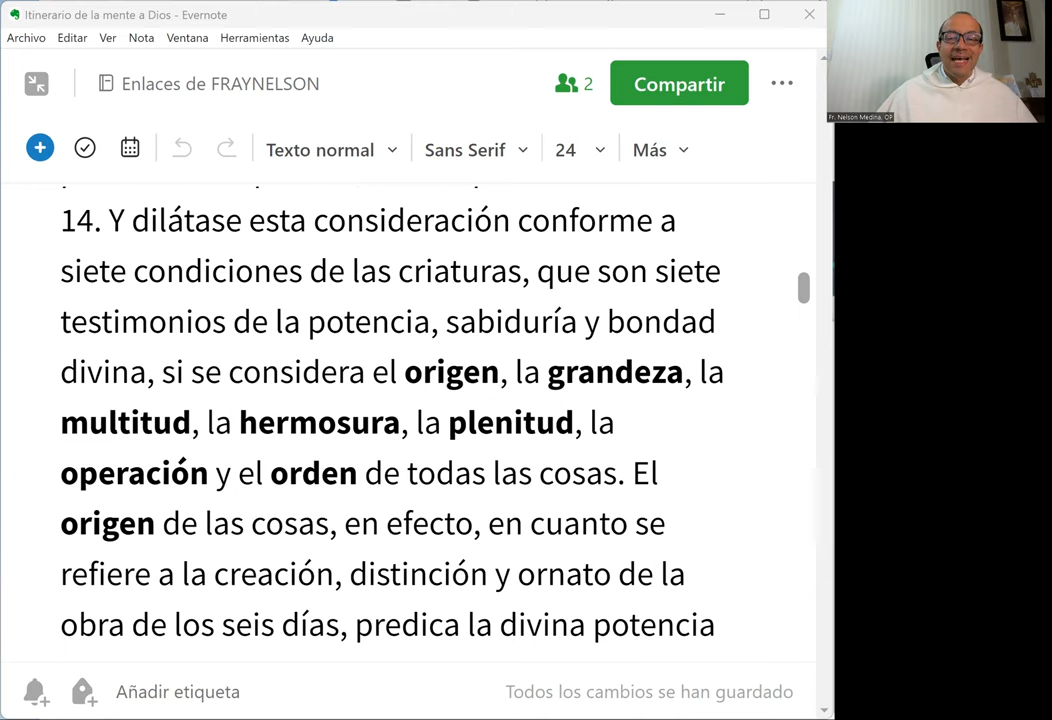 Itinerario de la mente a Dios - Evernote
Archivo Editar Ver Nota Ventana Herramientas Ayuda
Enlaces de FRAYNELSON
2
Compartir
Texto normal
Sans Serif
24
Más
14. Y dilátase esta consideración conforme a
siete condiciones de las criaturas, que son siete
testimonios de la potencia, sabiduría y bondad
divina, si se considera el origen, la grandeza, la
multitud, la hermosura, la plenitud, la
operación y el orden de todas las cosas. El
origen de las cosas, en efecto, en cuanto se
refiere a la creación, distinción y ornato de la
obra de los seis días, predica la divina potencia
Añadir etiqueta
Todos los cambios se han guardado
Fr. Nelson Medina, OP